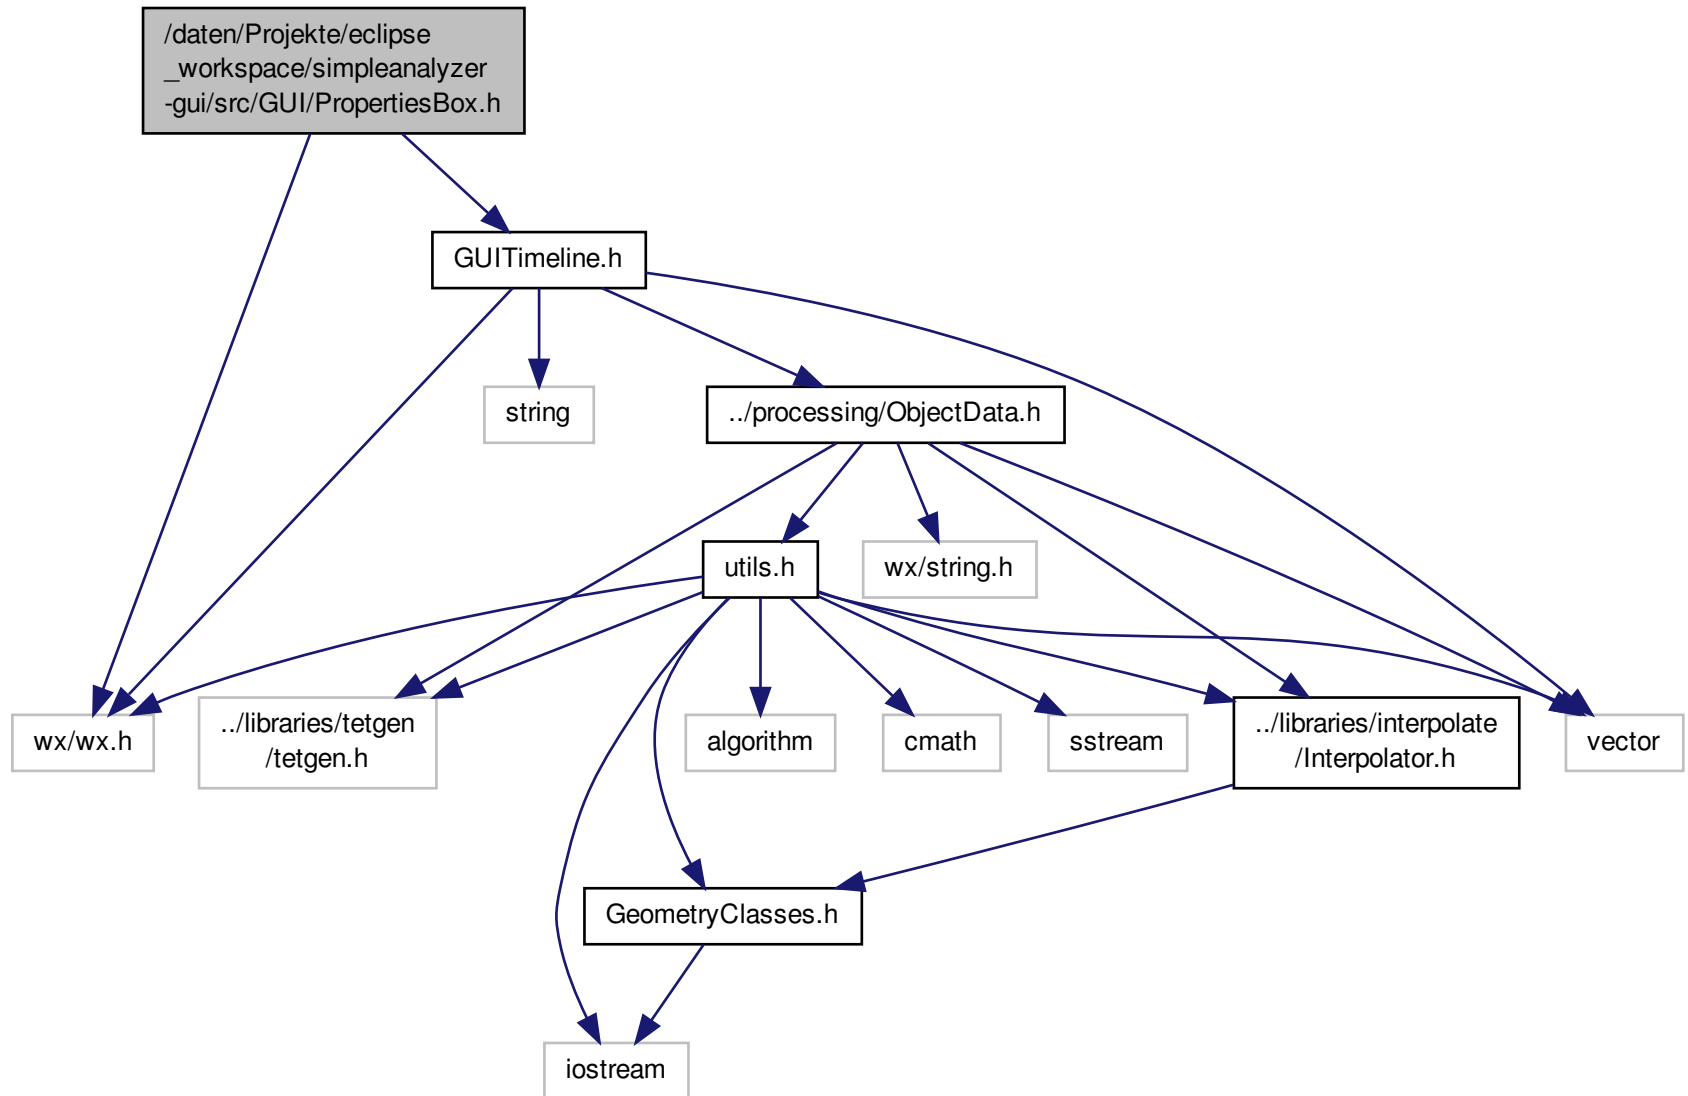 /daten/Projekte/eclipse
_workspace/simpleanalyzer
-gui/src/GUI/PropertiesBox.h
GUITimeline.h
string
../processing/ObjectData.h
utils.h
wx/string.h
wx/wx.h
../libraries/tetgen
/tetgen.h
algorithm
cmath
sstream
../libraries/interpolate
/Interpolator.h
vector
GeometryClasses.h
iostream